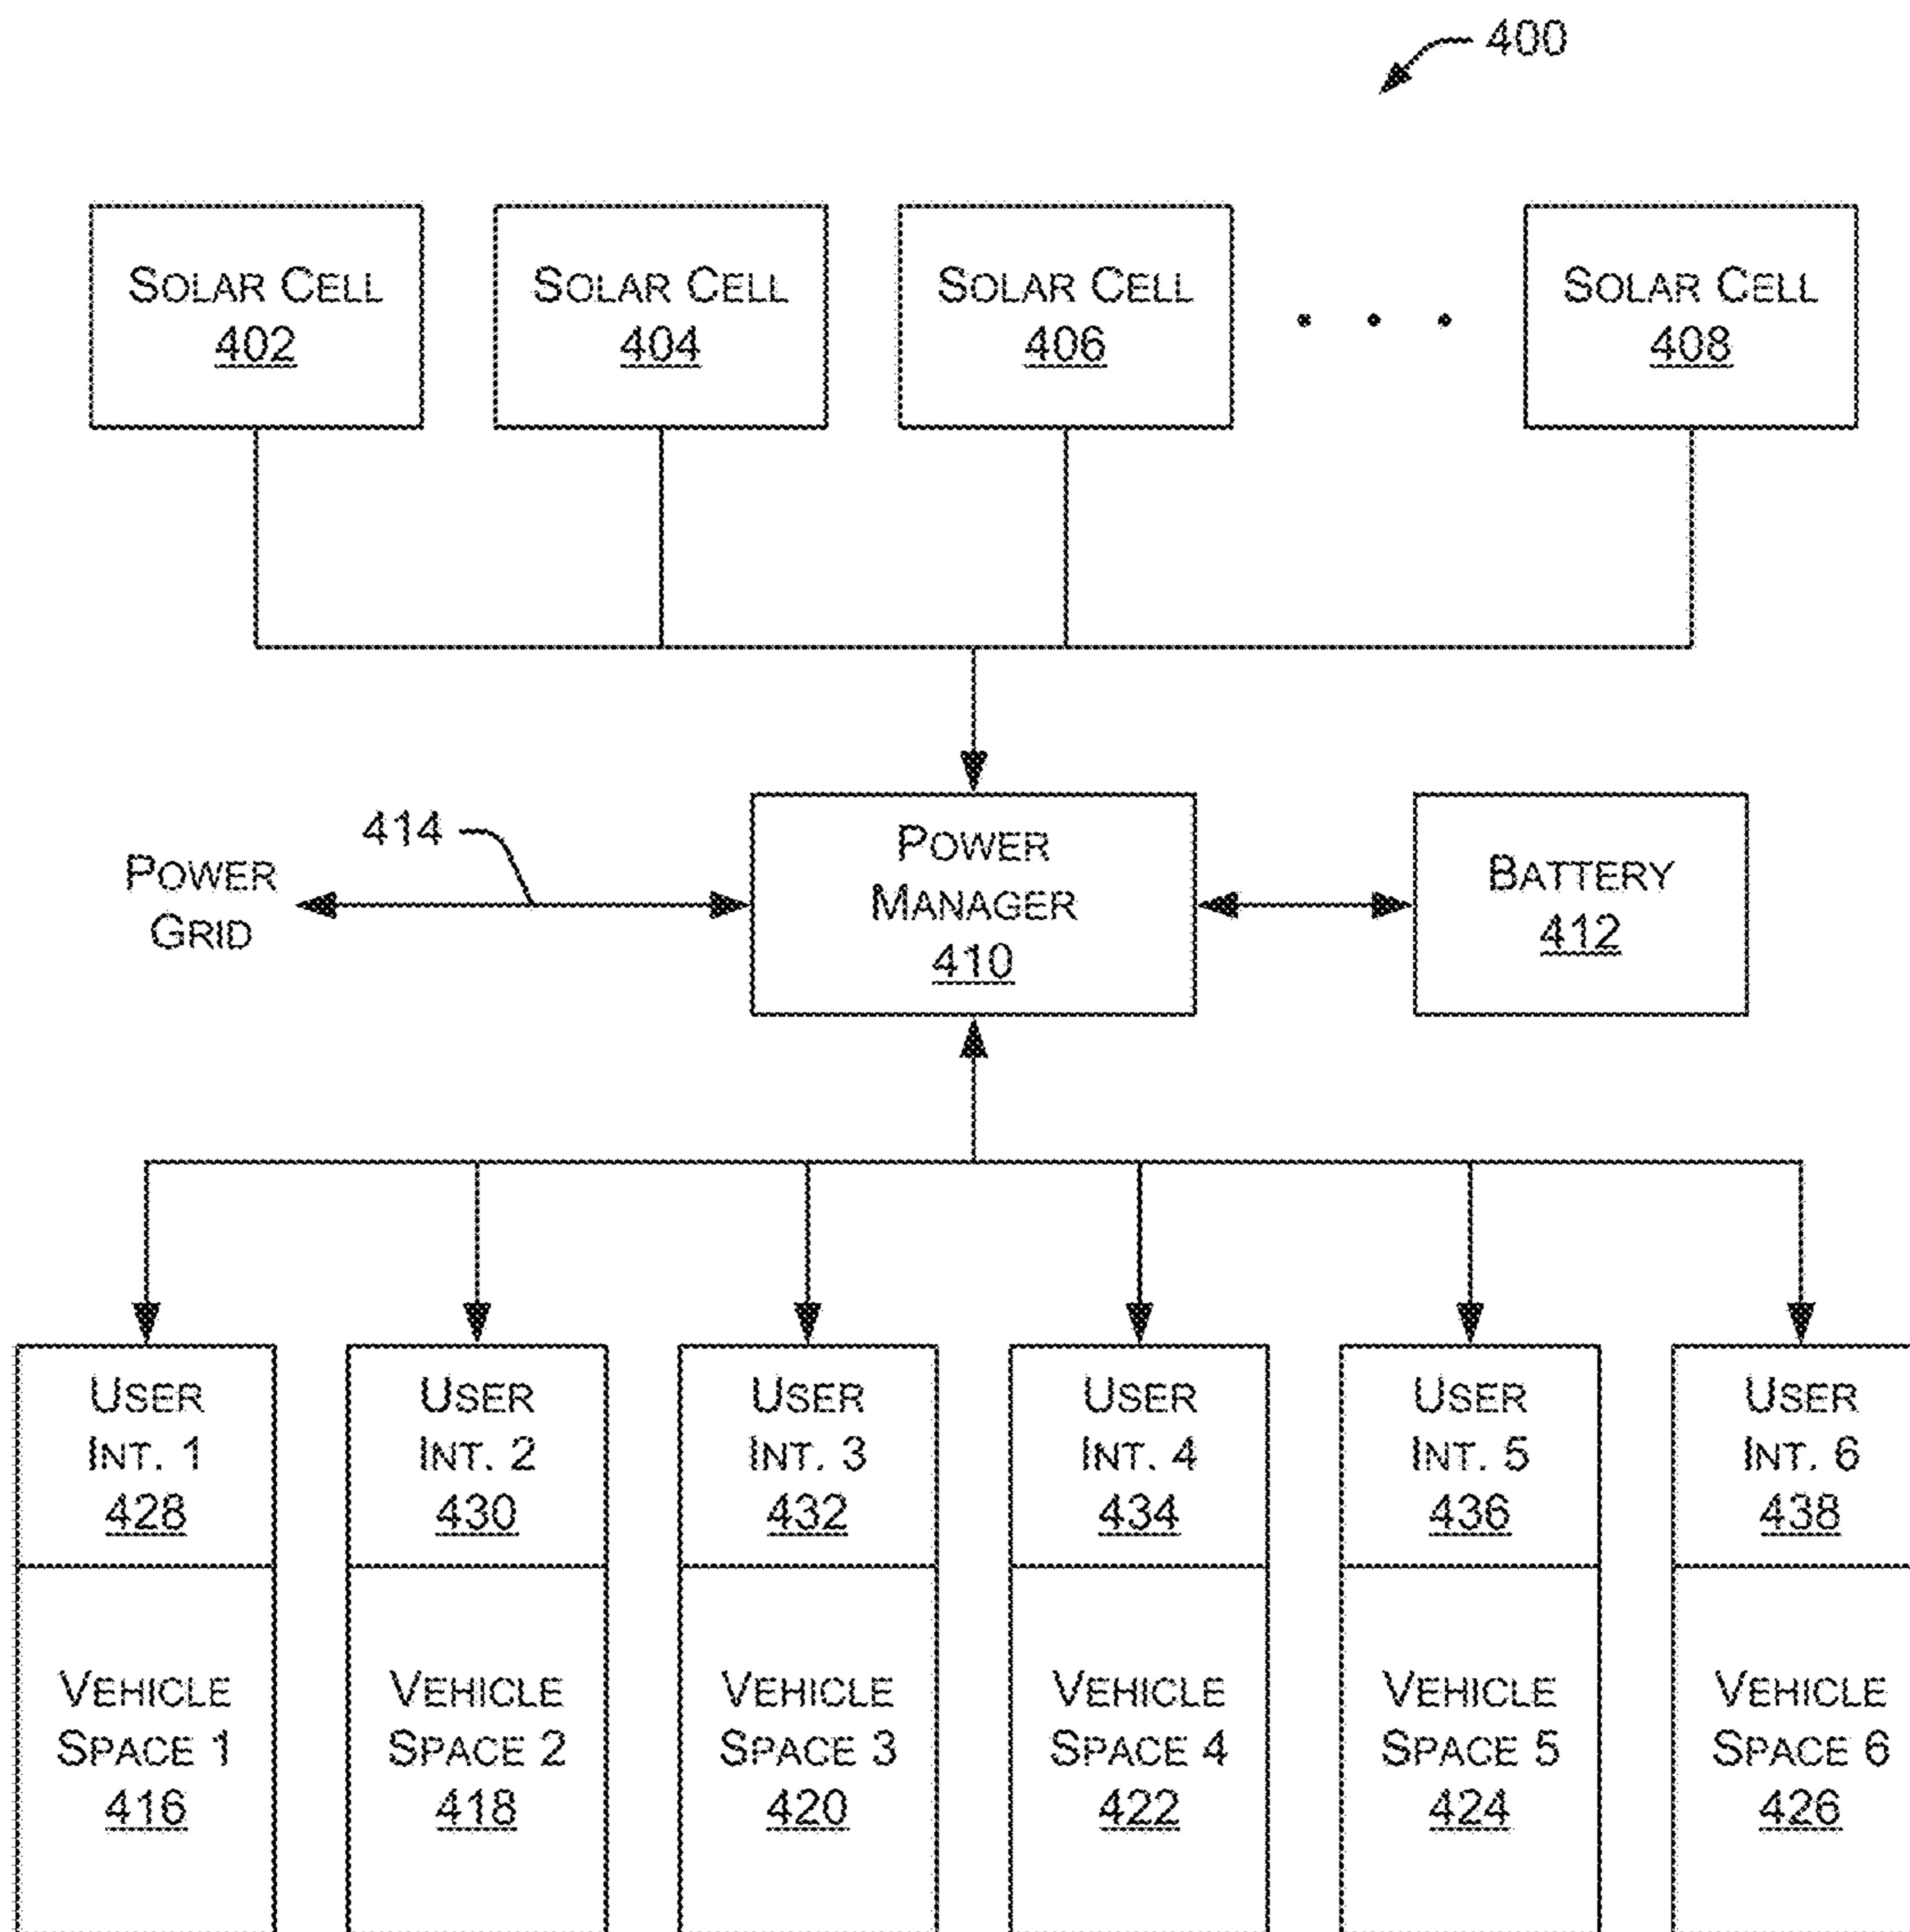 400
SOLAR CELL
402
SOLAR CELL
404
SOLAR CELL
406
SOLAR CELL
408
414
POWER
GRID
POWER
MANAGER
410
BATTERY
412
USER
INT. 1
428
USER
INT. 2
430
USER
INT. 3
432
USER
INT. 4
434
USER
INT. 5
436
USER
INT. 6
438
VEHICLE
SPACE 1
416
VEHICLE
SPACE 2
418
VEHICLE
SPACE 3
420
VEHICLE
SPACE 4
422
VEHICLE
SPACE 5
424
VEHICLE
SPACE 6
426